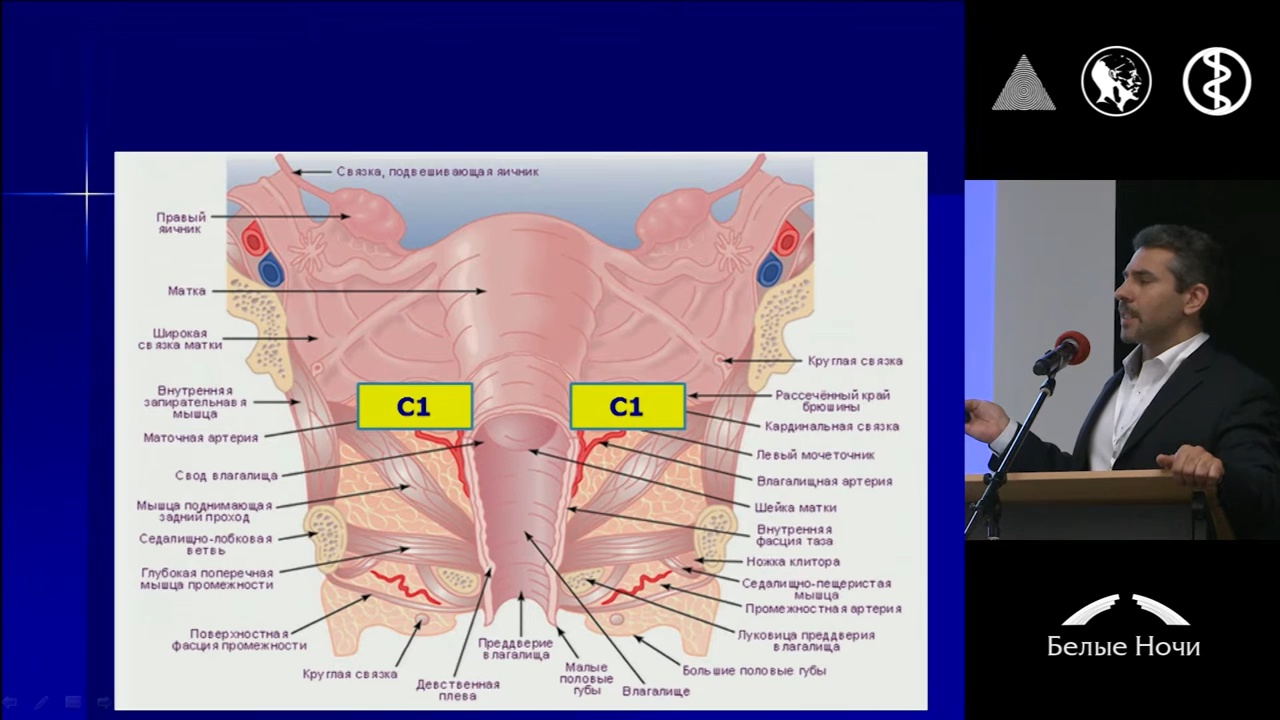 Связка, подвешивающая яичник
Правый
яичник
Матка
Широкая
связка матки
Внутренняя
запирательная
мышца
Маточная артерия
Свод влагалища
Мышца поднимающая
задний проход
Седалищно-лобковая
ветвь
Глубокая поперечная
мышца промежности
Поверхностная
фасция промежности
Круглая связка
Девственная
плева
Преддверие
влагалища
Малые
половые
губы
Влагалище
C1
C1
Круглая связка
Рассечённый край
брюшины
Кардинальная связка
Левый мочеточник
Влагалищная артерия
Шейка матки
Внутренняя
фасция таза
Ножка клитора
Седалищно-пещеристая
мышца
Промежностная артерия
Луковица преддверия
влагалища
Большие половые губы
Белые Ночи